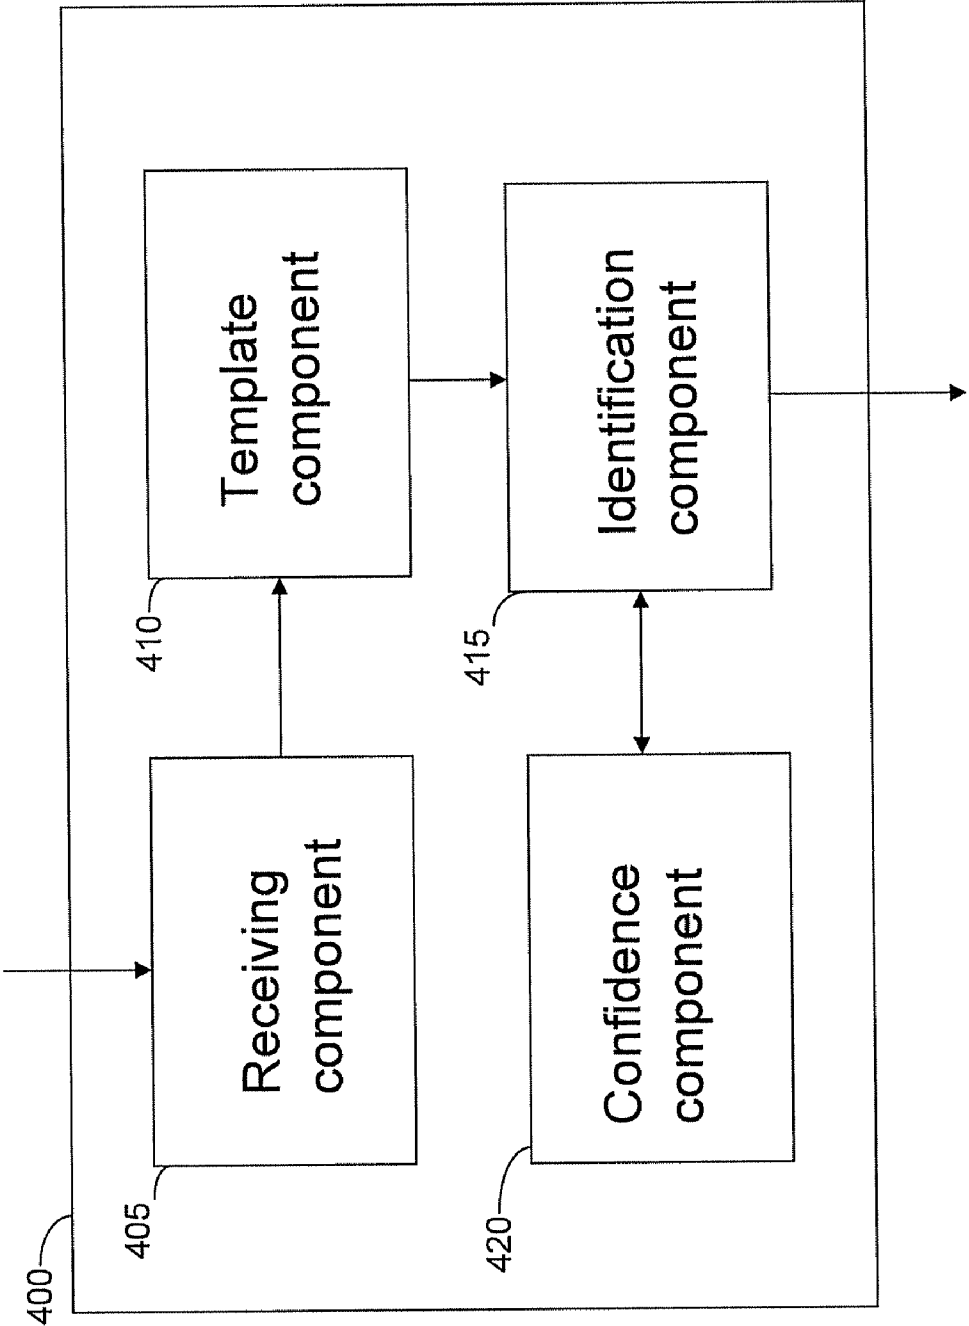 400
405
Receiving
component
410
Template
component
420
Confidence
component
415
Identification
component